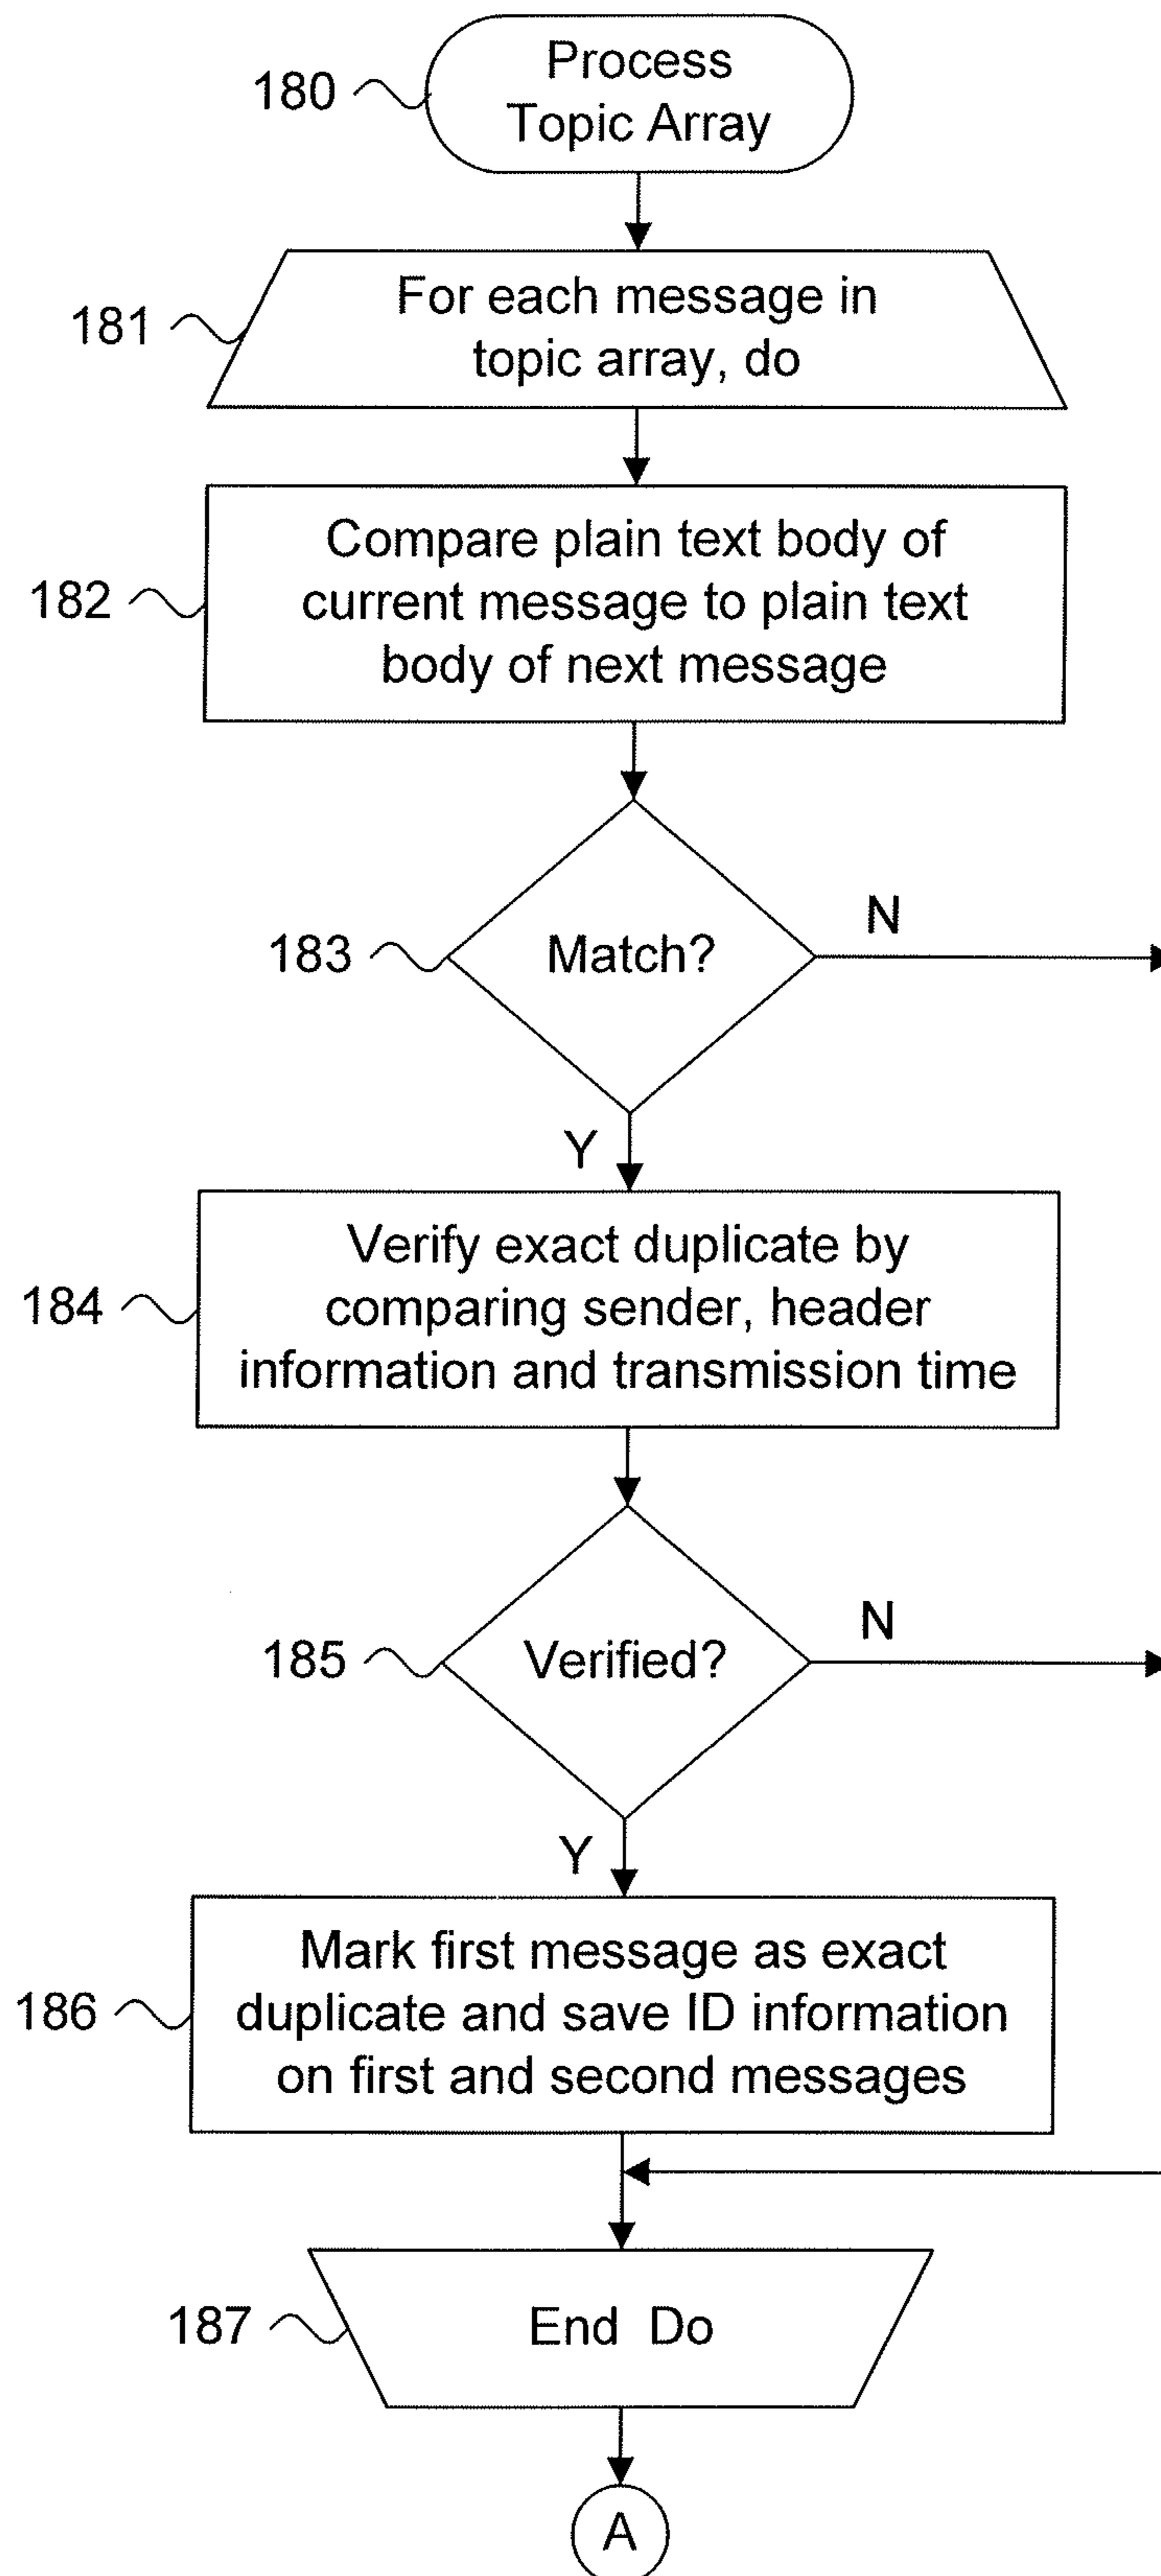 180
Process
Topic Array
181
For each message in
topic array, do
182
Compare plain text body of
current message to plain text
body of next message
183
Match?
N
Y
184
Verify exact duplicate by
comparing sender, header
information and transmission time
185
Verified?
N
Y
186
Mark first message as exact
duplicate and save ID information
on first and second messages
187
End Do
A